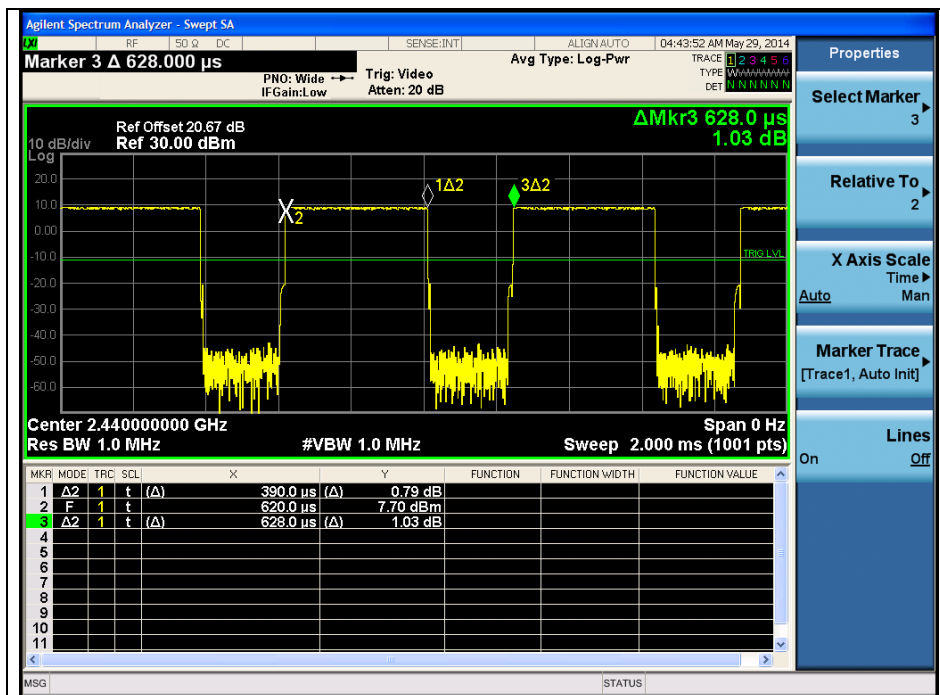 Agilent Spectrum Analyzer - Swept SA
LXI RF 50 Ω DC SENSE:INT ALIGN AUTO 04:43:52 AM May 29, 2014
Marker 3 Δ 628.000 µs
PNO: Wide
IFGain:Low
Trig: Video
Atten: 20 dB
Avg Type: Log-Pwr
TRACE 1 2 3 4 5 6
TYPE
DET N N N N N N
ΔMkr3 628.0 µs
1.03 dB
Ref Offset 20.67 dB
10 dB/div Ref 30.00 dBm
Log
20.0
10.0
0.00
-10.0
-20.0
-30.0
-40.0
-50.0
-60.0
X2
1Δ2
3Δ2
TRIG LVL
Center 2.440000000 GHz Span 0 Hz
Res BW 1.0 MHz #VBW 1.0 MHz Sweep 2.000 ms (1001 pts)
MKR MODE TRC SCL X Y FUNCTION FUNCTION WIDTH FUNCTION VALUE
1 Δ2 1 t (Δ) 390.0 µs (Δ) 0.79 dB
2 F 1 t 620.0 µs 7.70 dBm
3 Δ2 1 t (Δ) 628.0 µs (Δ) 1.03 dB
4
5
6
7
8
9
10
11
MSG STATUS
Properties
Select Marker
3
Relative To
2
X Axis Scale
Time
Auto Man
Marker Trace
[Trace1, Auto Init]
Lines
On Off